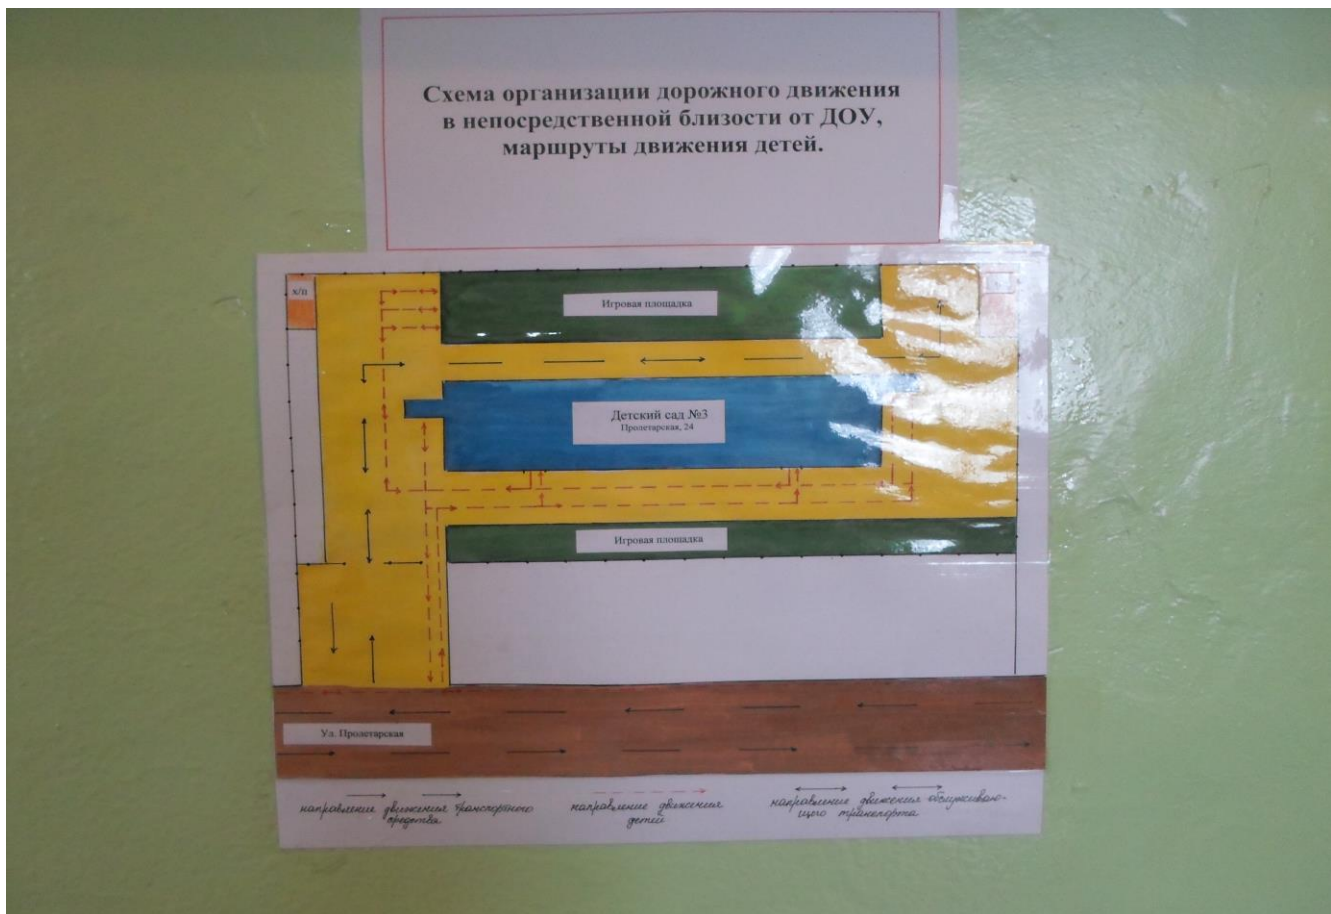 Схема организации дорожного движения
в непосредственной близости от ДОУ,
маршруты движения детей.
х/п
Игровая площадка
Детский сад №3
Пролетарская, 24
Игровая площадка
Ул. Пролетарская
направление движения транспортного
средства
направление движения
детей
направление движения обслуживаю-
щего транспорта